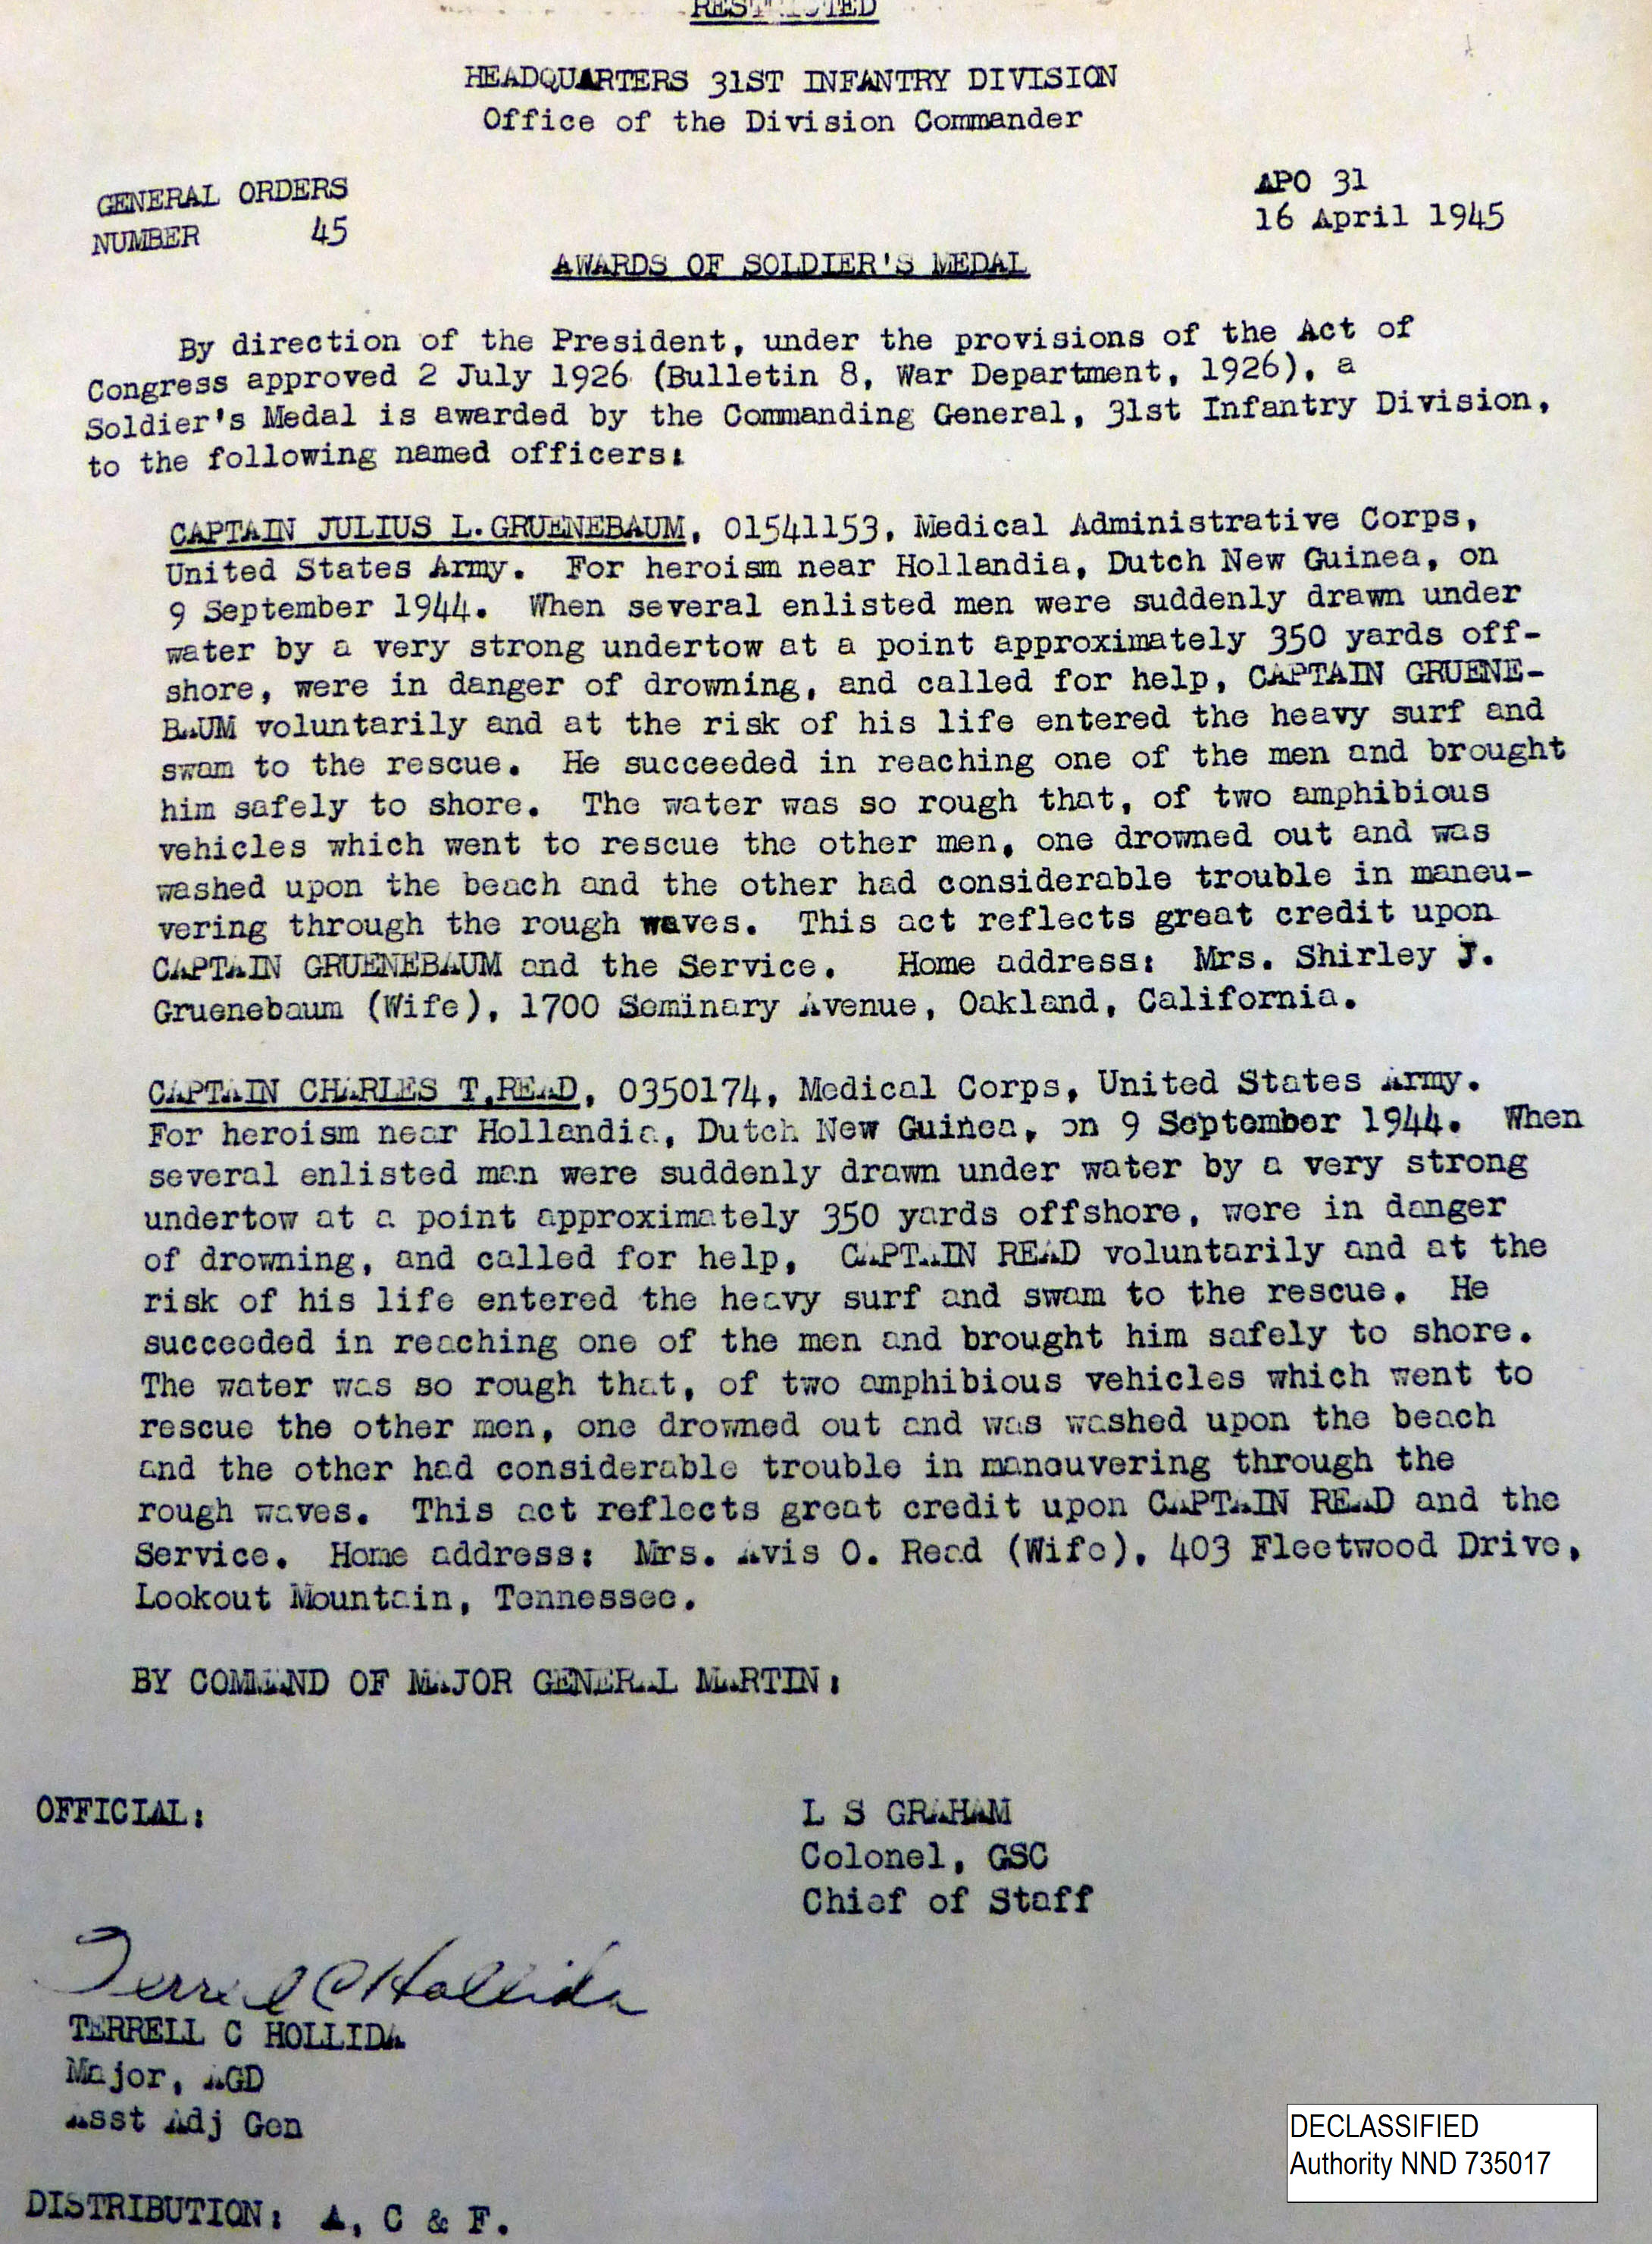 RESTRICTED
HEADQUARTERS 31ST INFANTRY DIVISION
Office of the Division Commander
GENERAL ORDERS
NUMBER 45
APO 31
16 April 1945
AWARDS OF SOLDIER'S MEDAL
By direction of the President, under the provisions of the Act of
Congress approved 2 July 1926 (Bulletin 8, War Department, 1926), a
Soldier's Medal is awarded by the Commanding General, 31st Infantry Division,
to the following named officers:
CAPTAIN JULIUS L. GRUENEBAUM, 01541153, Medical Administrative Corps,
United States Army. For heroism near Hollandia, Dutch New Guinea, on
9 September 1944. When several enlisted men were suddenly drawn under
water by a very strong undertow at a point approximately 350 yards off-
shore, were in danger of drowning, and called for help, CAPTAIN GRUENE-
BAUM voluntarily and at the risk of his life entered the heavy surf and
swam to the rescue. He succeeded in reaching one of the men and brought
him safely to shore. The water was so rough that, of two amphibious
vehicles which went to rescue the other men, one drowned out and was
washed upon the beach and the other had considerable trouble in maneu-
vering through the rough waves. This act reflects great credit upon
CAPTAIN GRUENEBAUM and the Service. Home address: Mrs. Shirley J.
Gruenebaum (Wife), 1700 Seminary Avenue, Oakland, California.
CAPTAIN CHARLES T. READ, 0350174, Medical Corps, United States Army.
For heroism near Hollandia, Dutch New Guinea, on 9 September 1944. When
several enlisted men were suddenly drawn under water by a very strong
undertow at a point approximately 350 yards offshore, were in danger
of drowning, and called for help, CAPTAIN READ voluntarily and at the
risk of his life entered the heavy surf and swam to the rescue. He
succeeded in reaching one of the men and brought him safely to shore.
The water was so rough that, of two amphibious vehicles which went to
rescue the other men, one drowned out and was washed upon the beach
and the other had considerable trouble in manouvering through the
rough waves. This act reflects great credit upon CAPTAIN READ and the
Service. Home address: Mrs. Avis O. Read (Wife), 403 Fleetwood Drive,
Lookout Mountain, Tennessee.
BY COMMAND OF MAJOR GENERAL MARTIN:
OFFICIAL:
L S GRAHAM
Colonel, GSC
Chief of Staff
Terrell C Hollida
TERRELL C HOLLIDA
Major, AGD
Asst Adj Gen
DECLASSIFIED
Authority NND 735017
DISTRIBUTION: A, C & F.